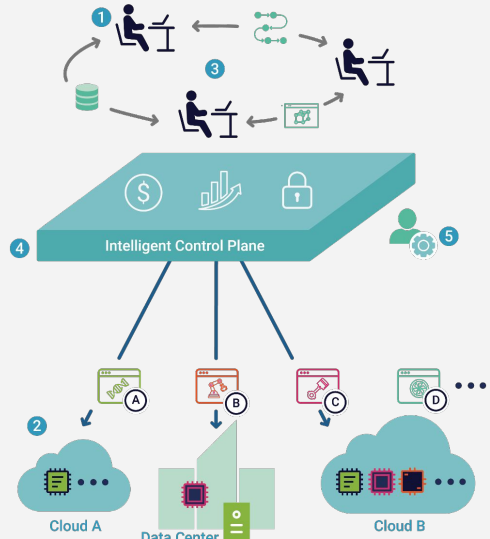 1
3
$
4
Intelligent Control Plane
5
A
B
C
D
2
Cloud A
Data Center
Cloud B